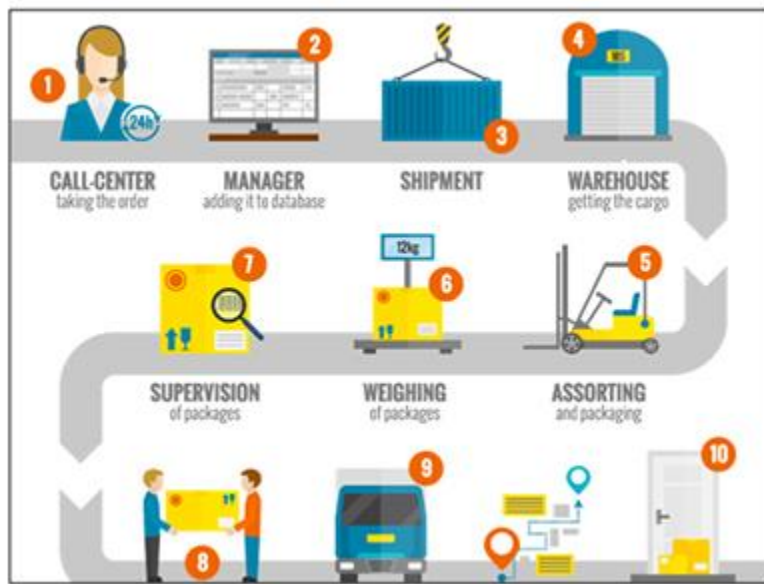 1
24h
CALL-CENTER
taking the order
2
MANAGER
adding it to database
3
SHIPMENT
4
WAREHOUSE
getting the cargo
5
ASSORTING
and packaging
12kg
6
WEIGHING
of packages
7
SUPERVISION
of packages
8
9
10